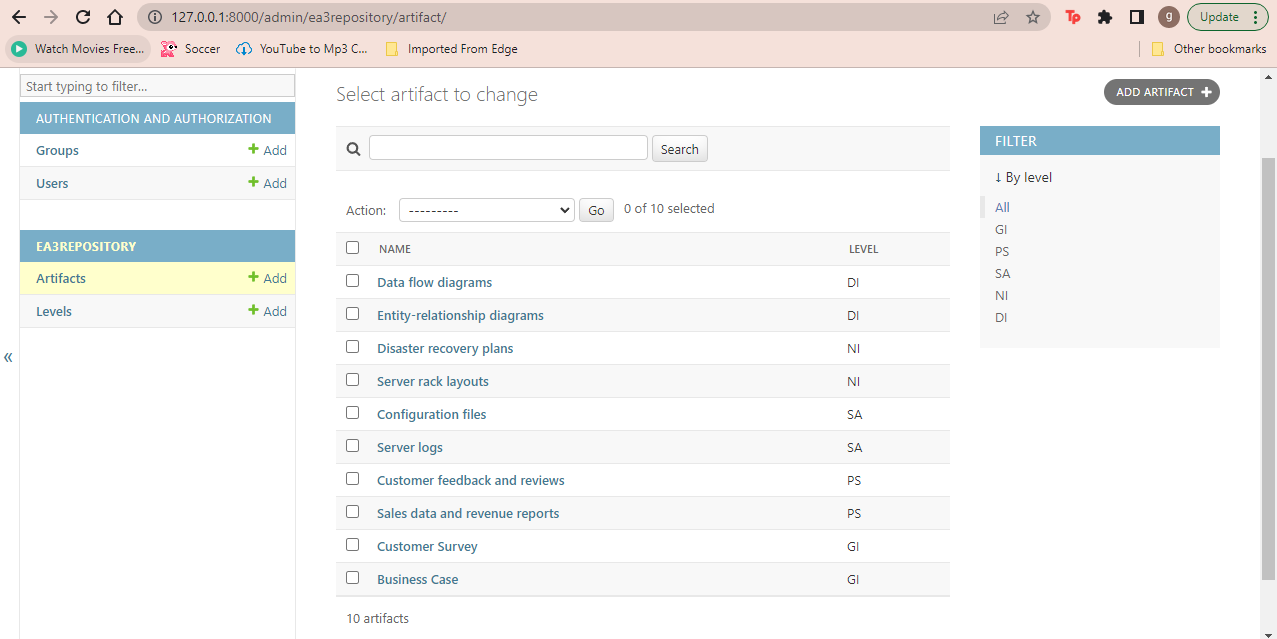 127.0.0.1:8000/admin/ea3repository/artifact/
Tp
g
Update
Watch Movies Free...
Soccer
YouTube to Mp3 C...
Imported From Edge
Other bookmarks
Start typing to filter...
AUTHENTICATION AND AUTHORIZATION
Groups + Add
Users + Add
EA3REPOSITORY
Artifacts + Add
Levels + Add
«
Select artifact to change
ADD ARTIFACT +
Search
Action: --------- Go 0 of 10 selected
NAME LEVEL
Data flow diagrams DI
Entity-relationship diagrams DI
Disaster recovery plans NI
Server rack layouts NI
Configuration files SA
Server logs SA
Customer feedback and reviews PS
Sales data and revenue reports PS
Customer Survey GI
Business Case GI
10 artifacts
FILTER
↓ By level
All
GI
PS
SA
NI
DI